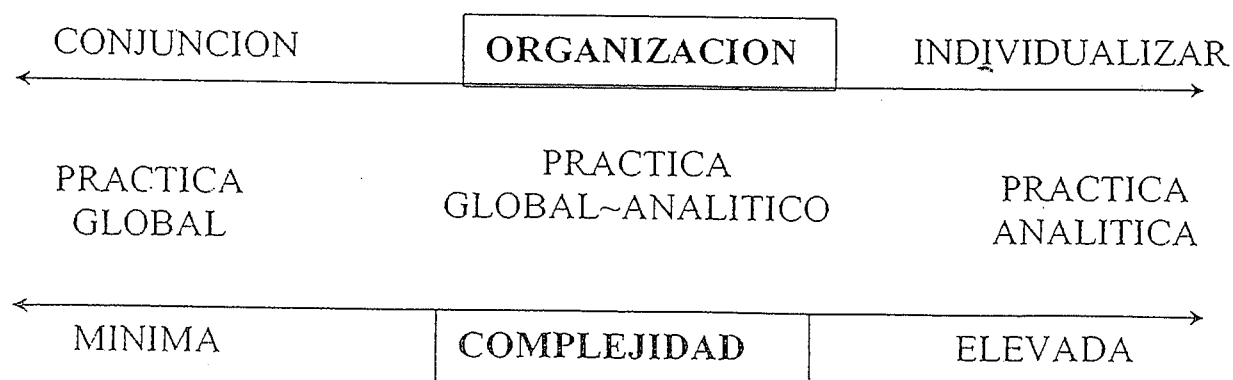 CONJUNCION ORGANIZACION INDIVIDUALIZAR
PRACTICA GLOBAL
PRACTICA GLOBAL~ANALITICO
PRACTICA ANALITICA
MINIMA COMPLEJIDAD ELEVADA